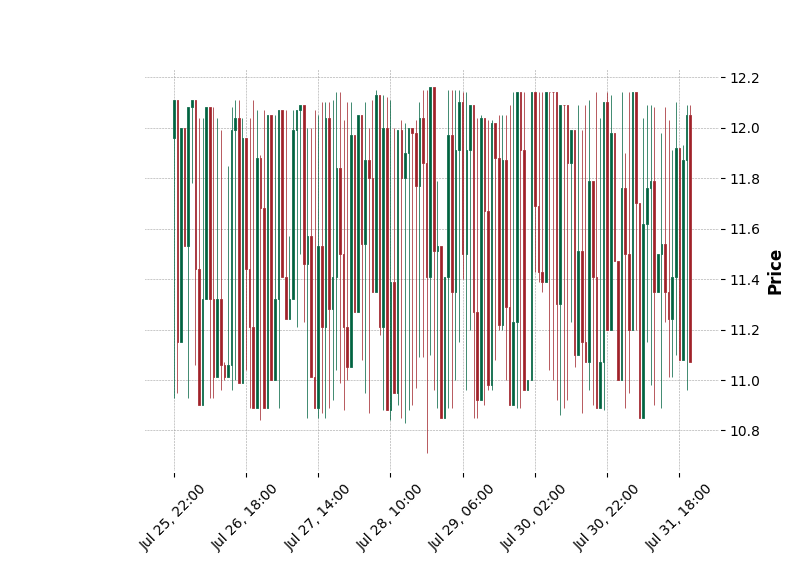 12.2
12.0
11.8
11.6
11.4
11.2
11.0
10.8
Price
Jul 25, 22:00
Jul 26, 18:00
Jul 27, 14:00
Jul 28, 10:00
Jul 29, 06:00
Jul 30, 02:00
Jul 30, 22:00
Jul 31, 18:00